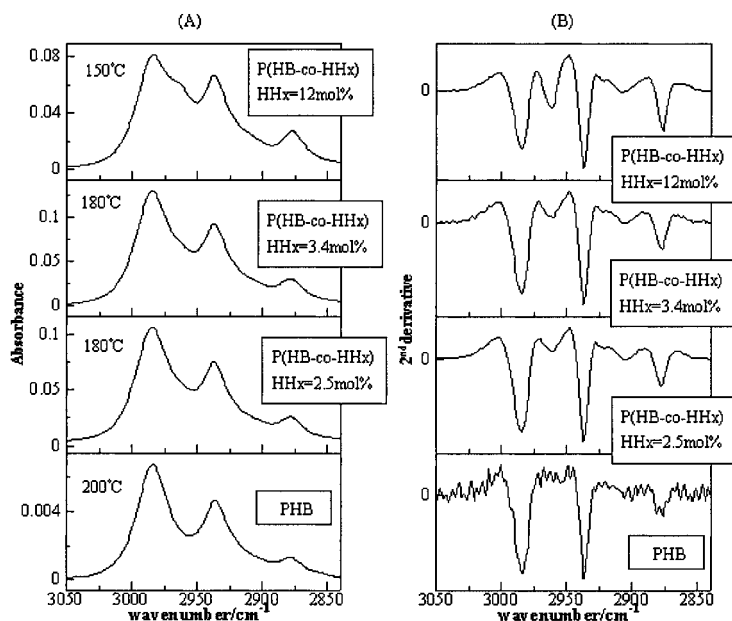 (A)
Absorbance
0.08
0.04
0
150°C
P(HB-co-HHx)
HHx=12mol%
0.1
0.05
0
180°C
P(HB-co-HHx)
HHx=3.4mol%
0.1
0.05
0
180°C
P(HB-co-HHx)
HHx=2.5mol%
0.004
0
200°C
PHB
3050 3000 2950 2900 2850
wavenumber/cm⁻¹
(B)
2ⁿᵈ derivative
0
P(HB-co-HHx)
HHx=12mol%
0
P(HB-co-HHx)
HHx=3.4mol%
0
P(HB-co-HHx)
HHx=2.5mol%
0
PHB
3050 3000 2950 2900 2850
wavenumber/cm⁻¹